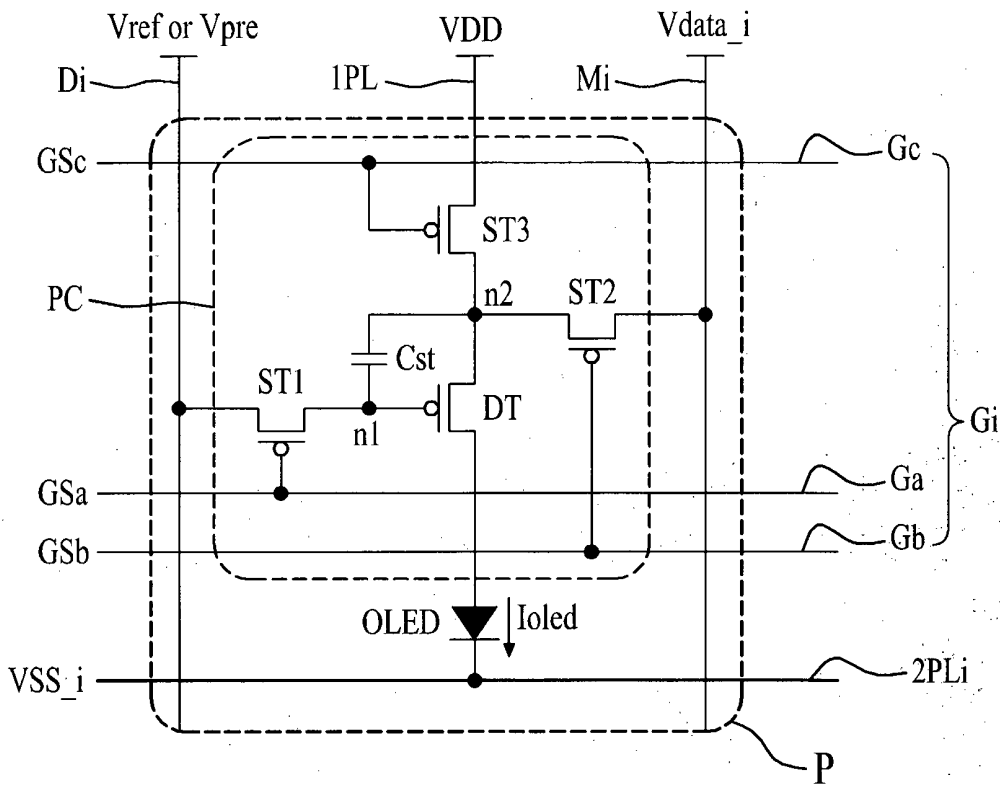 Vref or Vpre
VDD
Vdata_i
Di
1PL
Mi
GSc
Gc
ST3
PC
n2
ST2
Cst
ST1
DT
n1
Gi
GSa
Ga
GSb
Gb
OLED
Ioled
VSS_i
2PLi
P